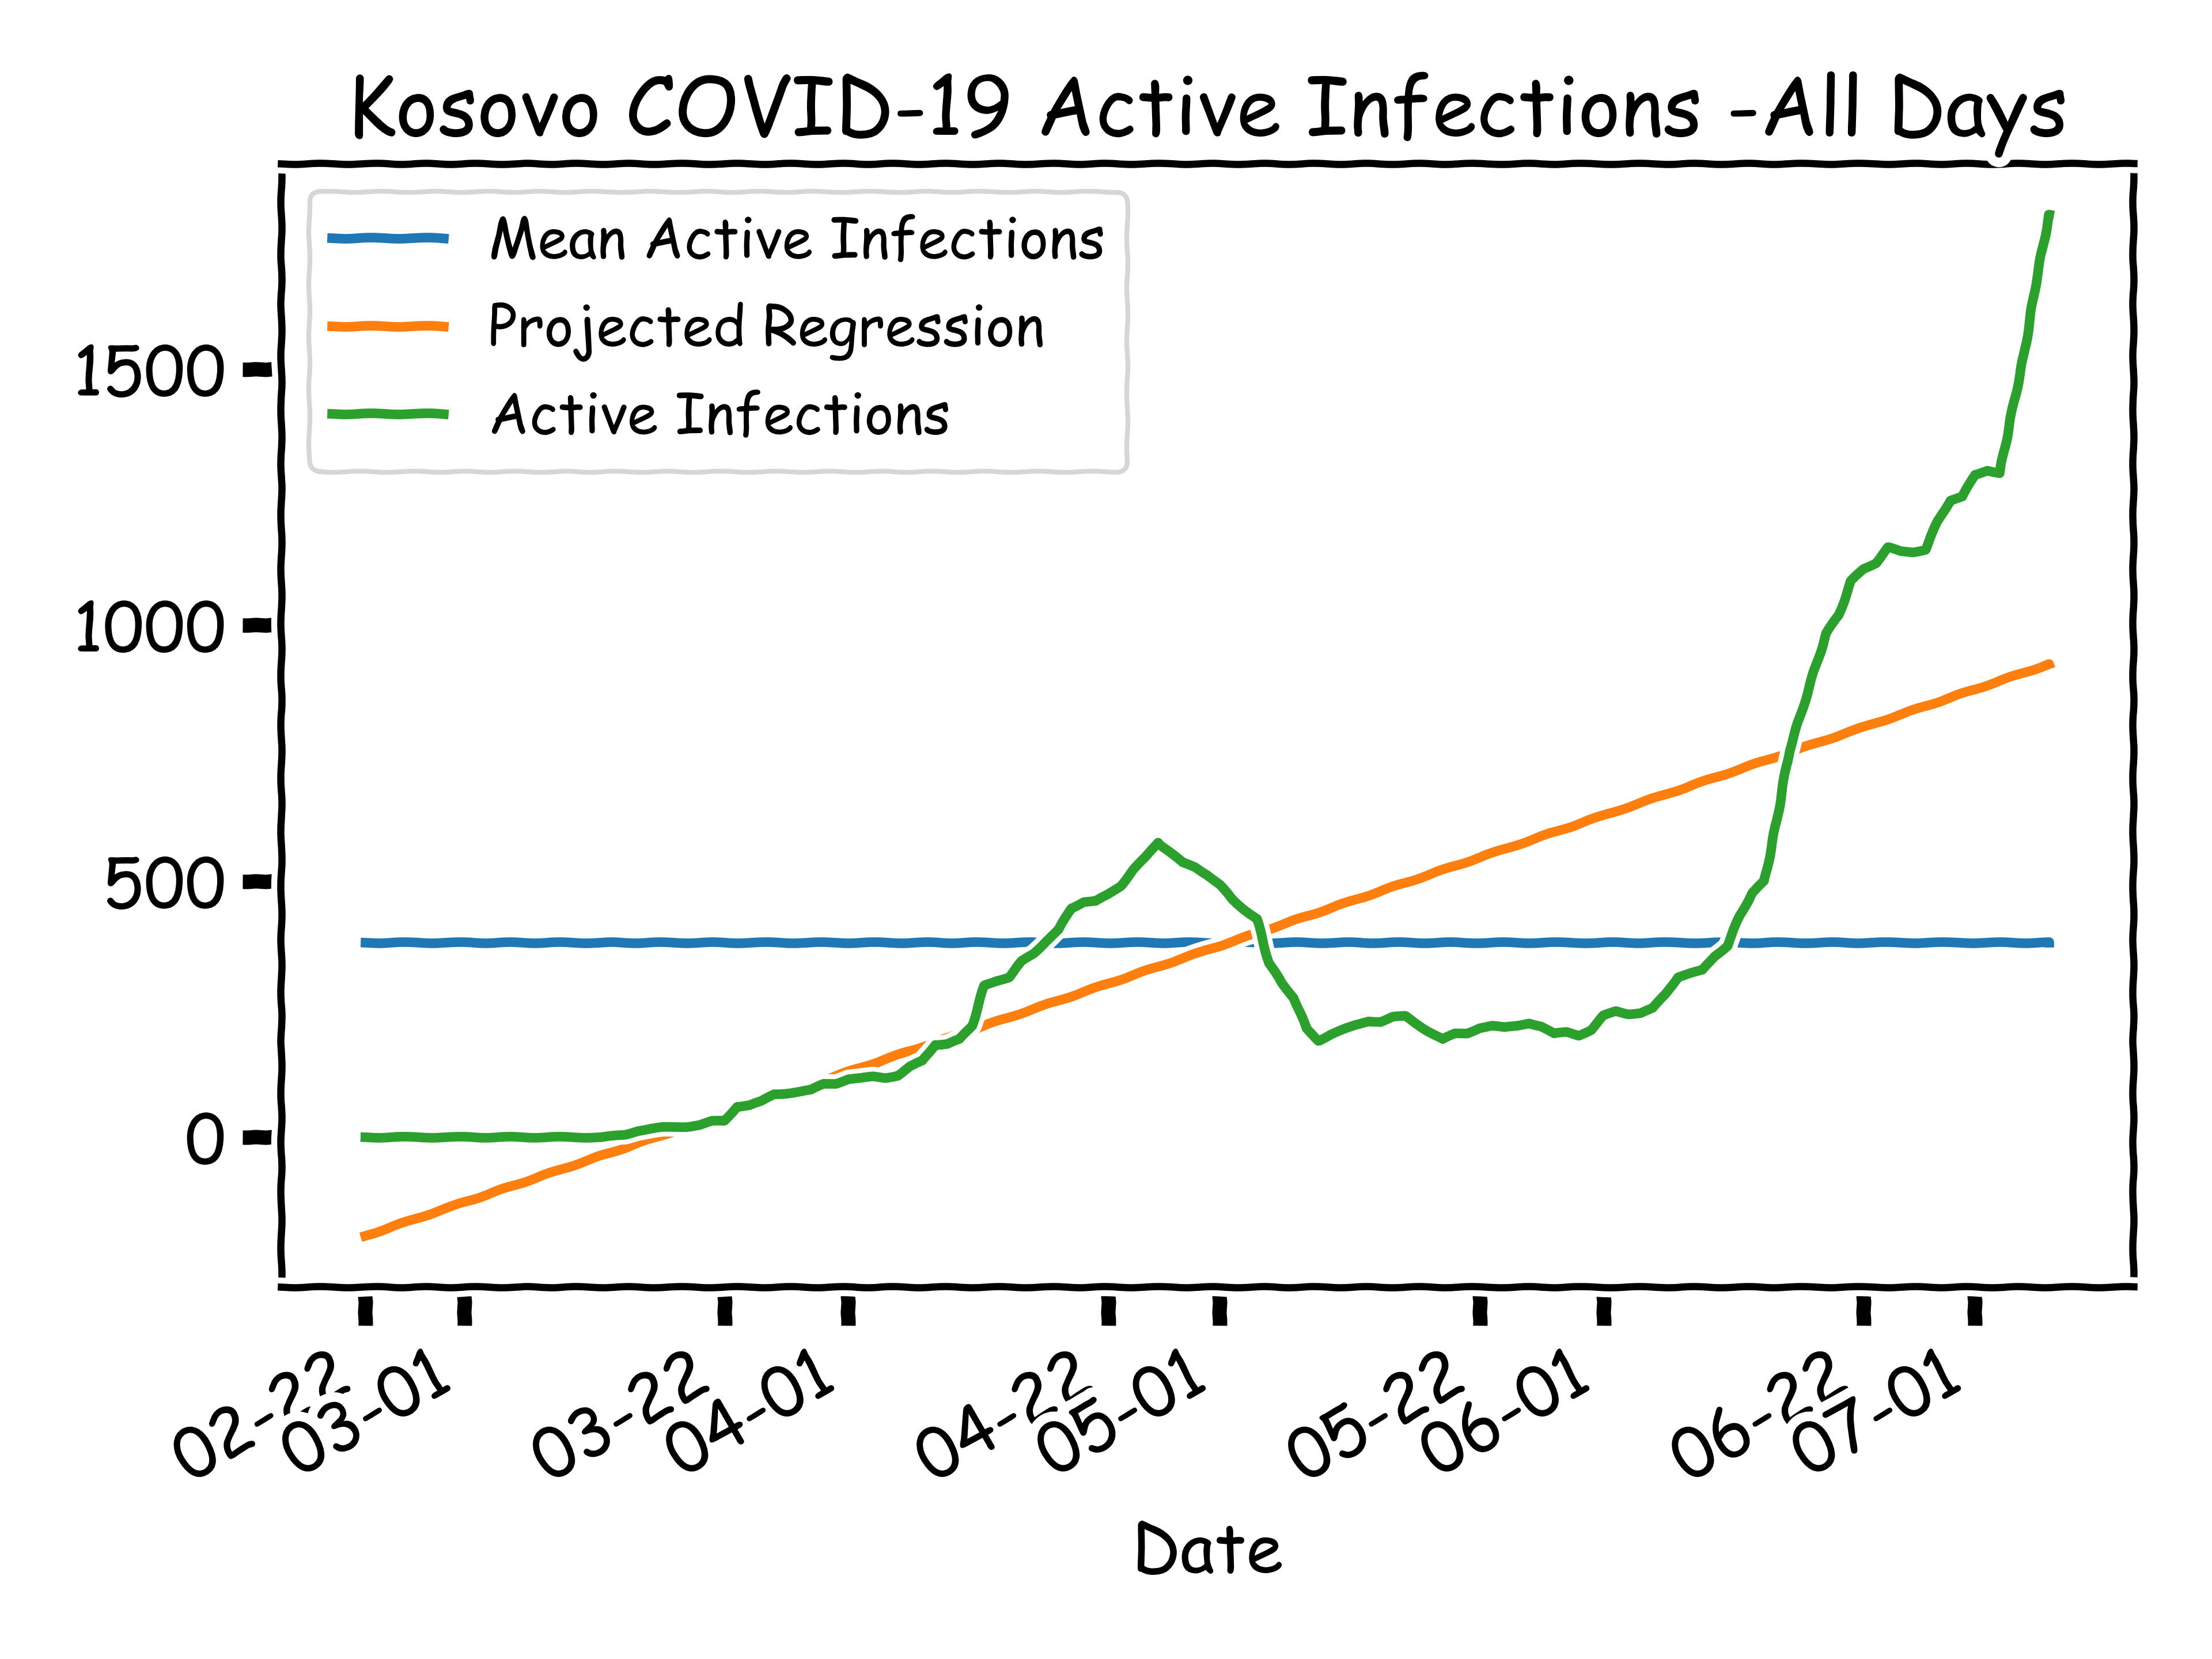 Kosovo COVID-19 Active Infections -All Days
Mean Active Infections
Projected Regression
Active Infections
1500
1000
500
0
02-22
03-01
03-22
04-01
04-22
05-01
05-22
06-01
06-22
07-01
Date